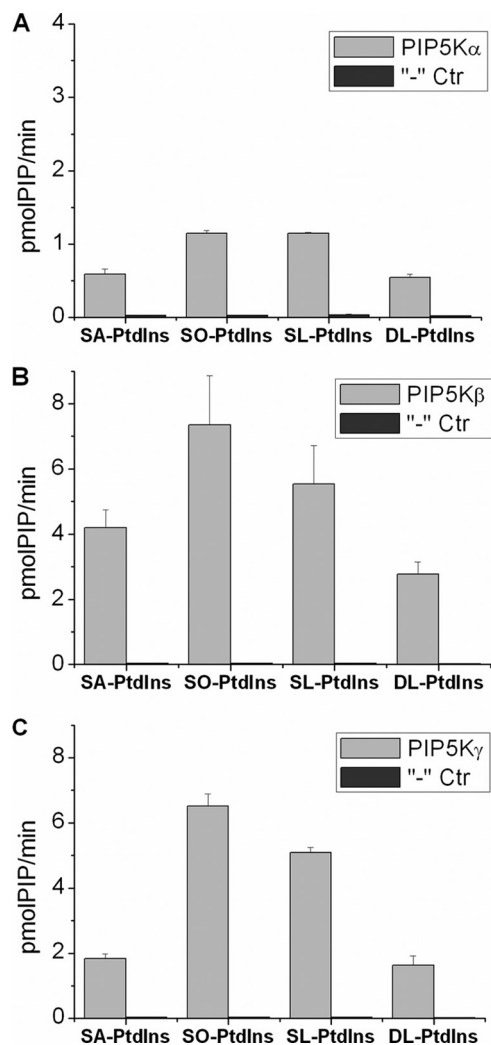 A
4
3
2
1
0
pmolPIP/min
PIP5Kα
"-" Ctr
SA-PtdIns SO-PtdIns SL-PtdIns DL-PtdIns
B
8
6
4
2
0
pmolPIP/min
PIP5Kβ
"-" Ctr
SA-PtdIns SO-PtdIns SL-PtdIns DL-PtdIns
C
8
6
4
2
0
pmolPIP/min
PIP5Kγ
"-" Ctr
SA-PtdIns SO-PtdIns SL-PtdIns DL-PtdIns